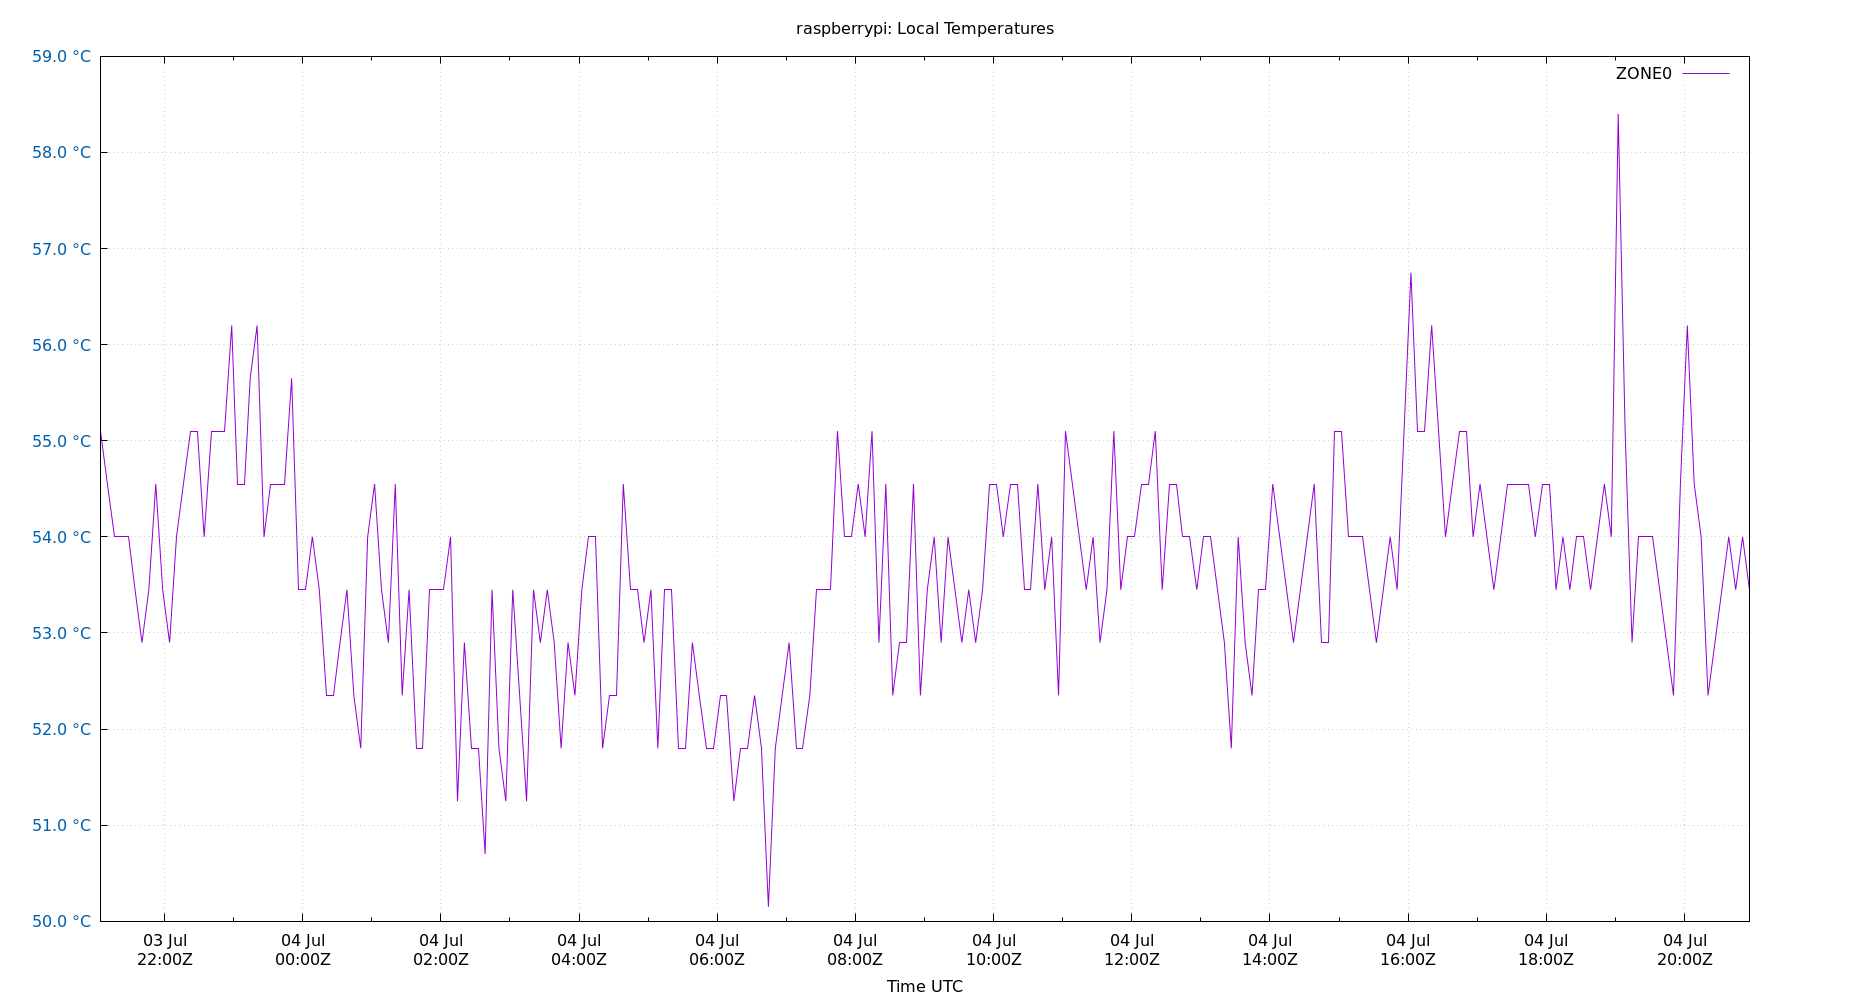 raspberrypi: Local Temperatures
59.0 °C
ZONE0
58.0 °C
57.0 °C
56.0 °C
55.0 °C
54.0 °C
53.0 °C
52.0 °C
51.0 °C
50.0 °C
03 Jul 04 Jul 04 Jul 04 Jul 04 Jul 04 Jul 04 Jul 04 Jul 04 Jul 04 Jul 04 Jul 04 Jul
22:00Z 00:00Z 02:00Z 04:00Z 06:00Z 08:00Z 10:00Z 12:00Z 14:00Z 16:00Z 18:00Z 20:00Z
Time UTC